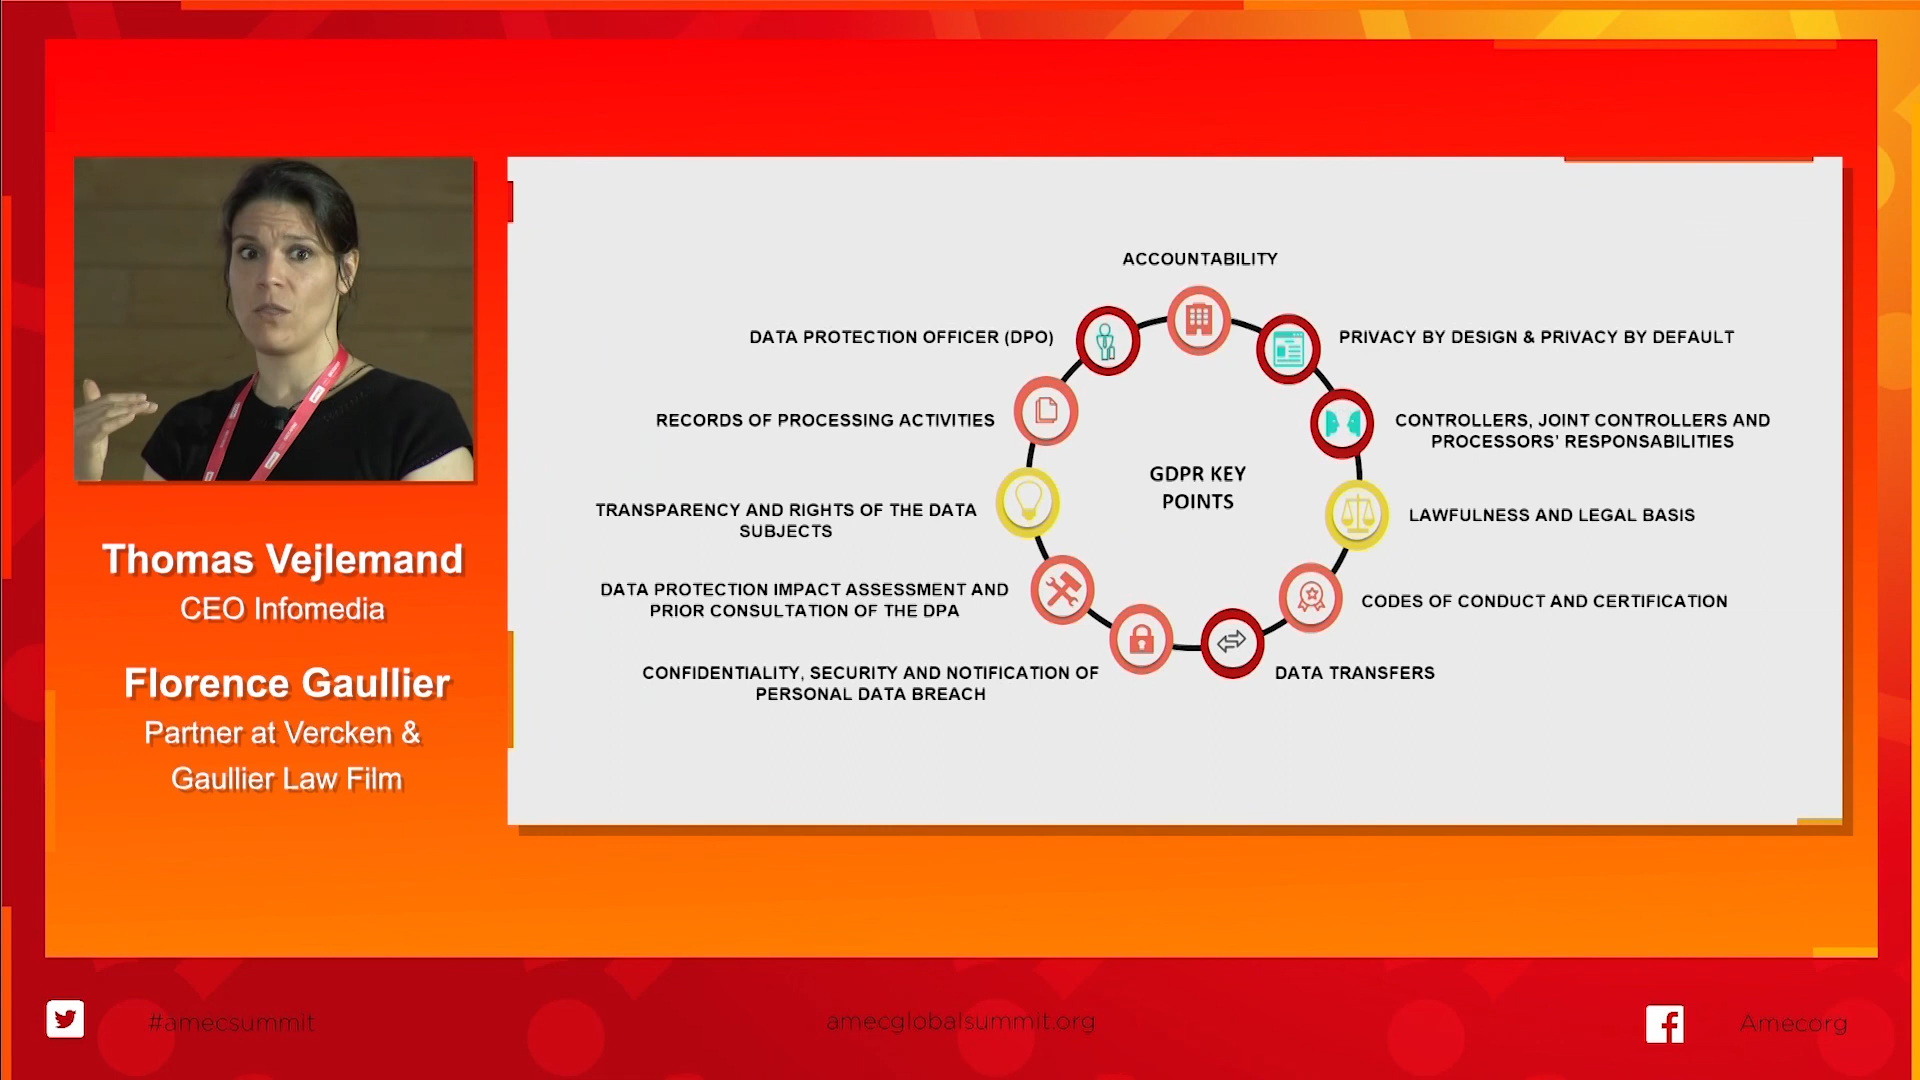 Thomas Vejlemand
CEO Infomedia
Florence Gaullier
Partner at Vercken &
Gaullier Law Film
ACCOUNTABILITY
DATA PROTECTION OFFICER (DPO)
PRIVACY BY DESIGN & PRIVACY BY DEFAULT
RECORDS OF PROCESSING ACTIVITIES
CONTROLLERS, JOINT CONTROLLERS AND
PROCESSORS' RESPONSABILITIES
GDPR KEY
POINTS
TRANSPARENCY AND RIGHTS OF THE DATA
SUBJECTS
LAWFULNESS AND LEGAL BASIS
DATA PROTECTION IMPACT ASSESSMENT AND
PRIOR CONSULTATION OF THE DPA
CODES OF CONDUCT AND CERTIFICATION
CONFIDENTIALITY, SECURITY AND NOTIFICATION OF
PERSONAL DATA BREACH
DATA TRANSFERS
#amecsummit
amecglobalsummit.org
Amecorg